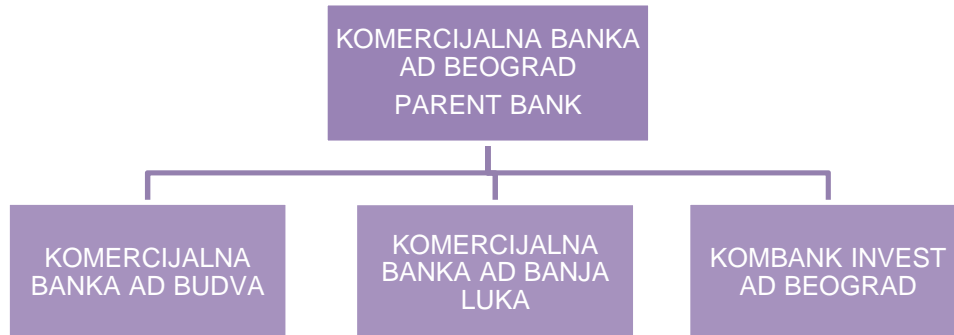 KOMERCIJALNA BANKA
AD BEOGRAD
PARENT BANK
KOMERCIJALNA
BANKA AD BUDVA
KOMERCIJALNA
BANKA AD BANJA
LUKA
KOMBANK INVEST
AD BEOGRAD